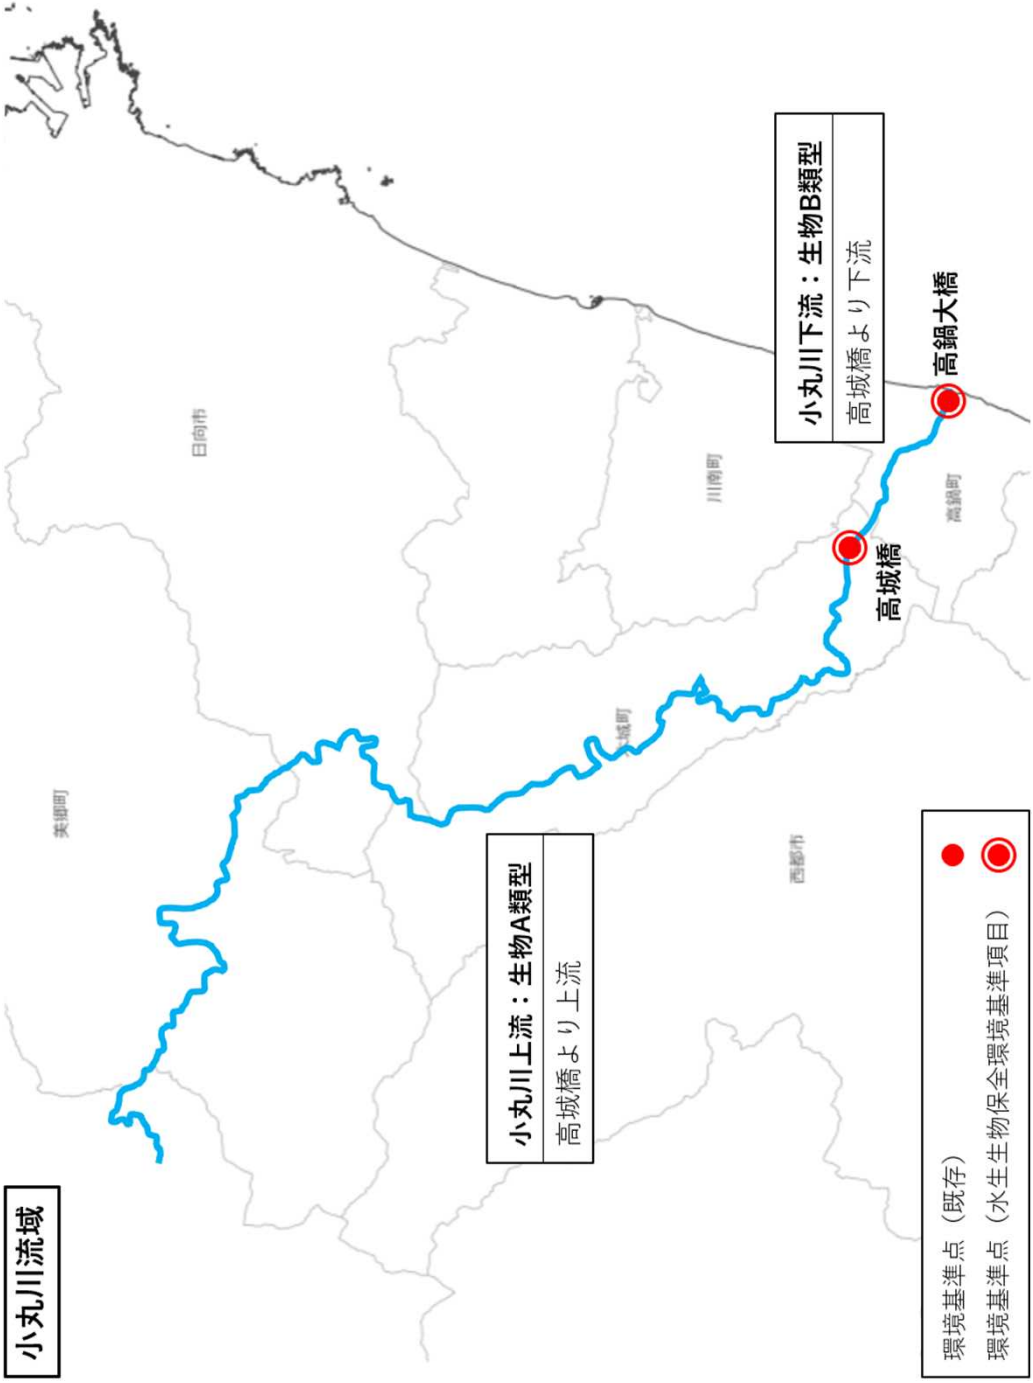 小丸川流域
美郷町
日向市
小丸川上流：生物A類型
高城橋より上流
城町
川南町
小丸川下流：生物B類型
高城橋より下流
西都市
高城橋
高鍋大橋
高鍋町
環境基準点（既存）
環境基準点（水生生物保全環境基準項目）